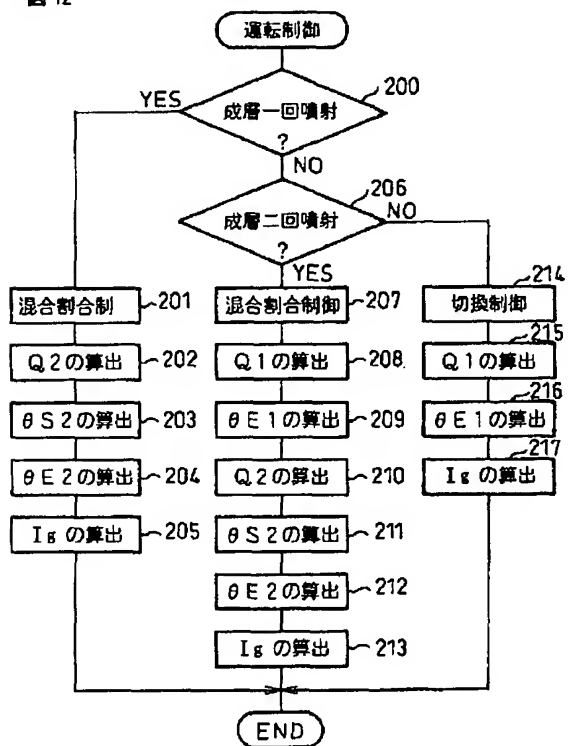 図12
運転制御
200
YES
成層一回噴射
?
NO
206
成層二回噴射
NO
?
YES
混合割合制
201
Q2の算出
202
θS2の算出
203
θE2の算出
204
Igの算出
205
混合割合制御
207
Q1の算出
208
θE1の算出
209
Q2の算出
210
θS2の算出
211
θE2の算出
212
Igの算出
213
214
切換制御
215
Q1の算出
216
θE1の算出
217
Igの算出
END